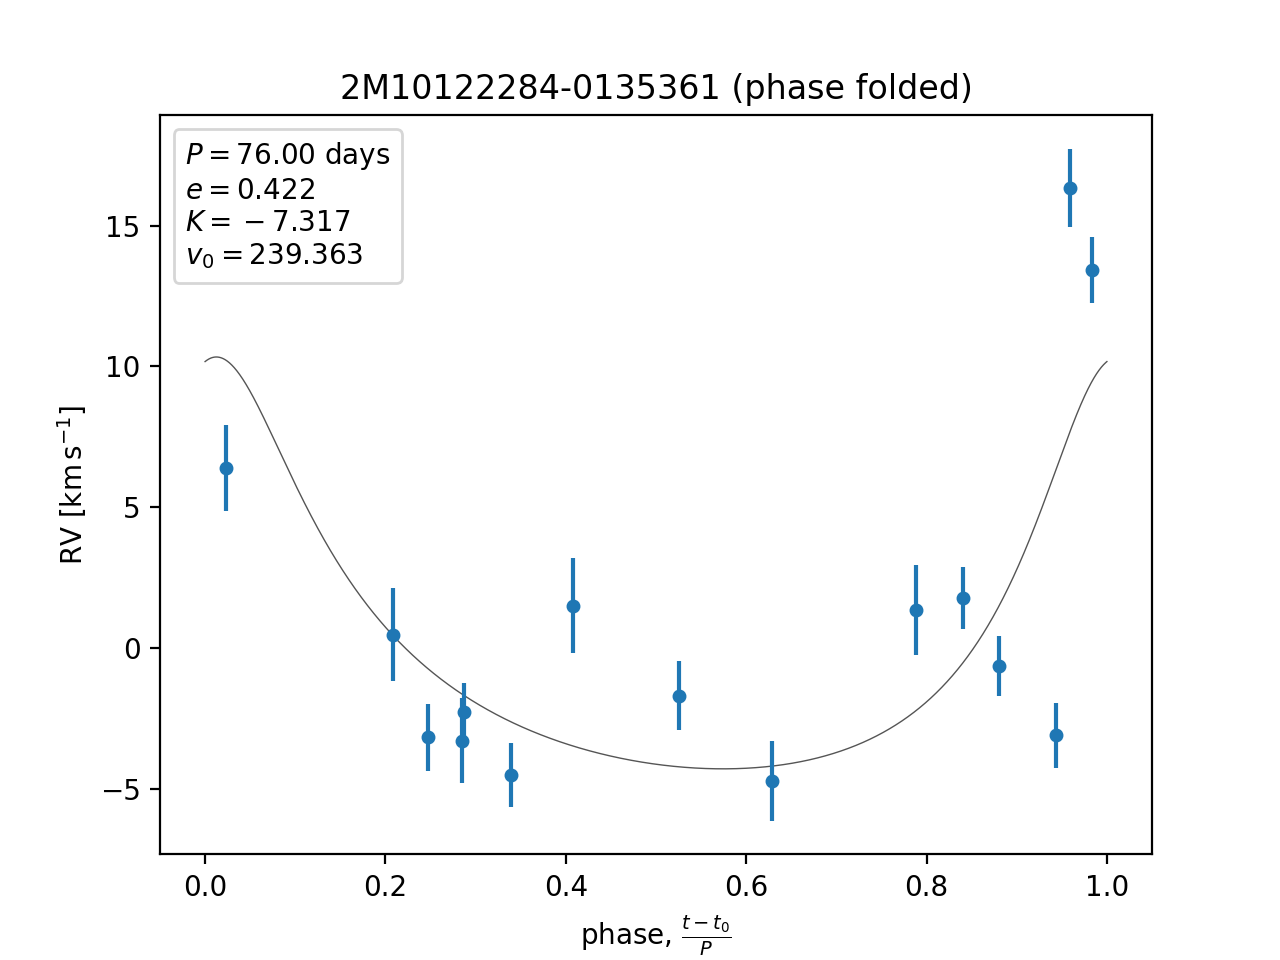 2M10122284-0135361 (phase folded)
P = 76.00 days
e = 0.422
K = −7.317
v₀ = 239.363
15
10
5
0
−5
RV [km s⁻¹]
0.0 0.2 0.4 0.6 0.8 1.0
phase, (t − t₀)/P